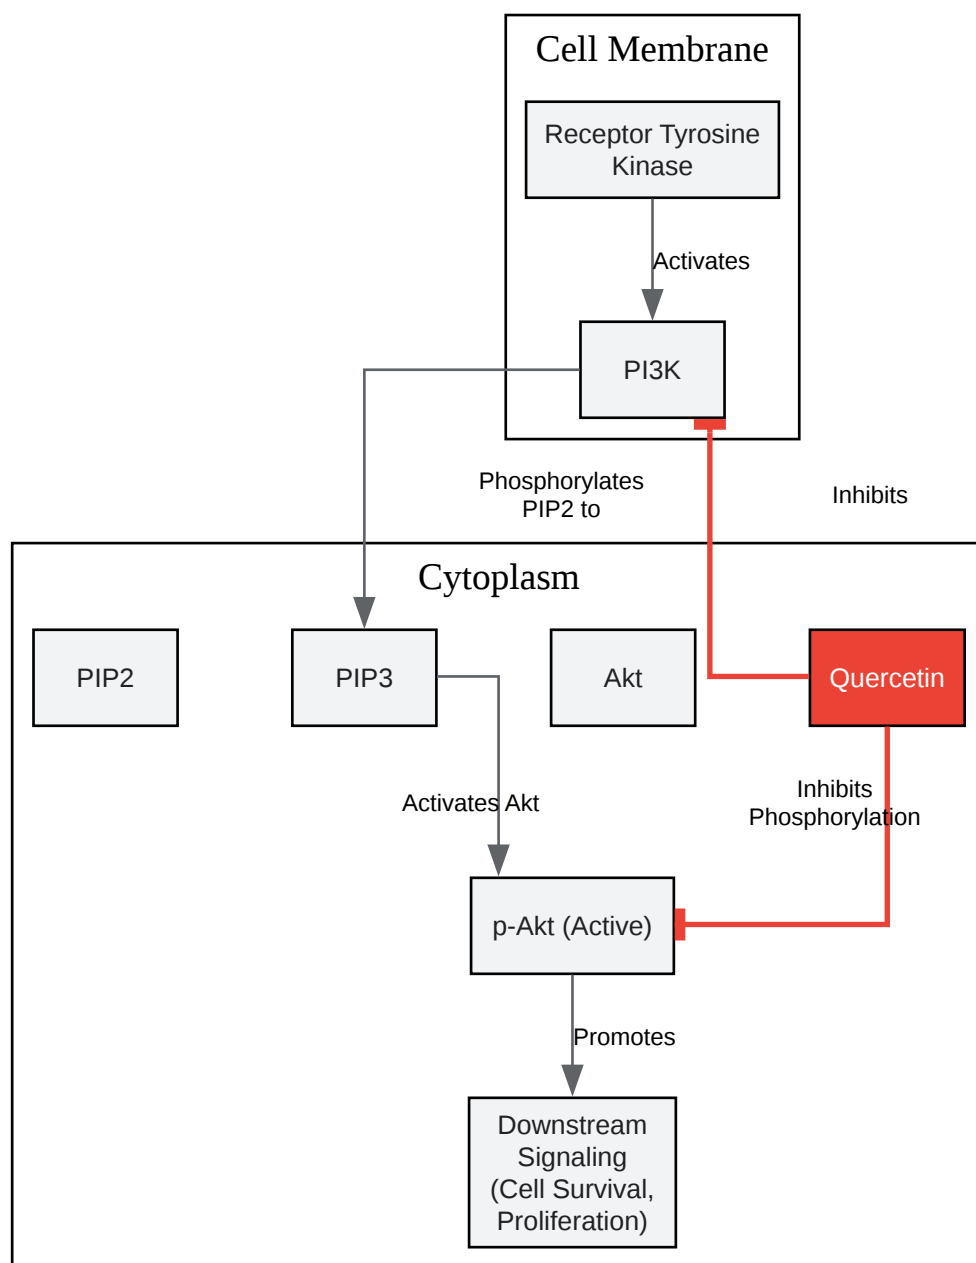 Cell Membrane
Receptor Tyrosine
Kinase
Activates
PI3K
Phosphorylates
PIP2 to
Inhibits
Cytoplasm
PIP2
PIP3
Akt
Quercetin
Activates Akt
Inhibits
Phosphorylation
p-Akt (Active)
Promotes
Downstream
Signaling
(Cell Survival,
Proliferation)